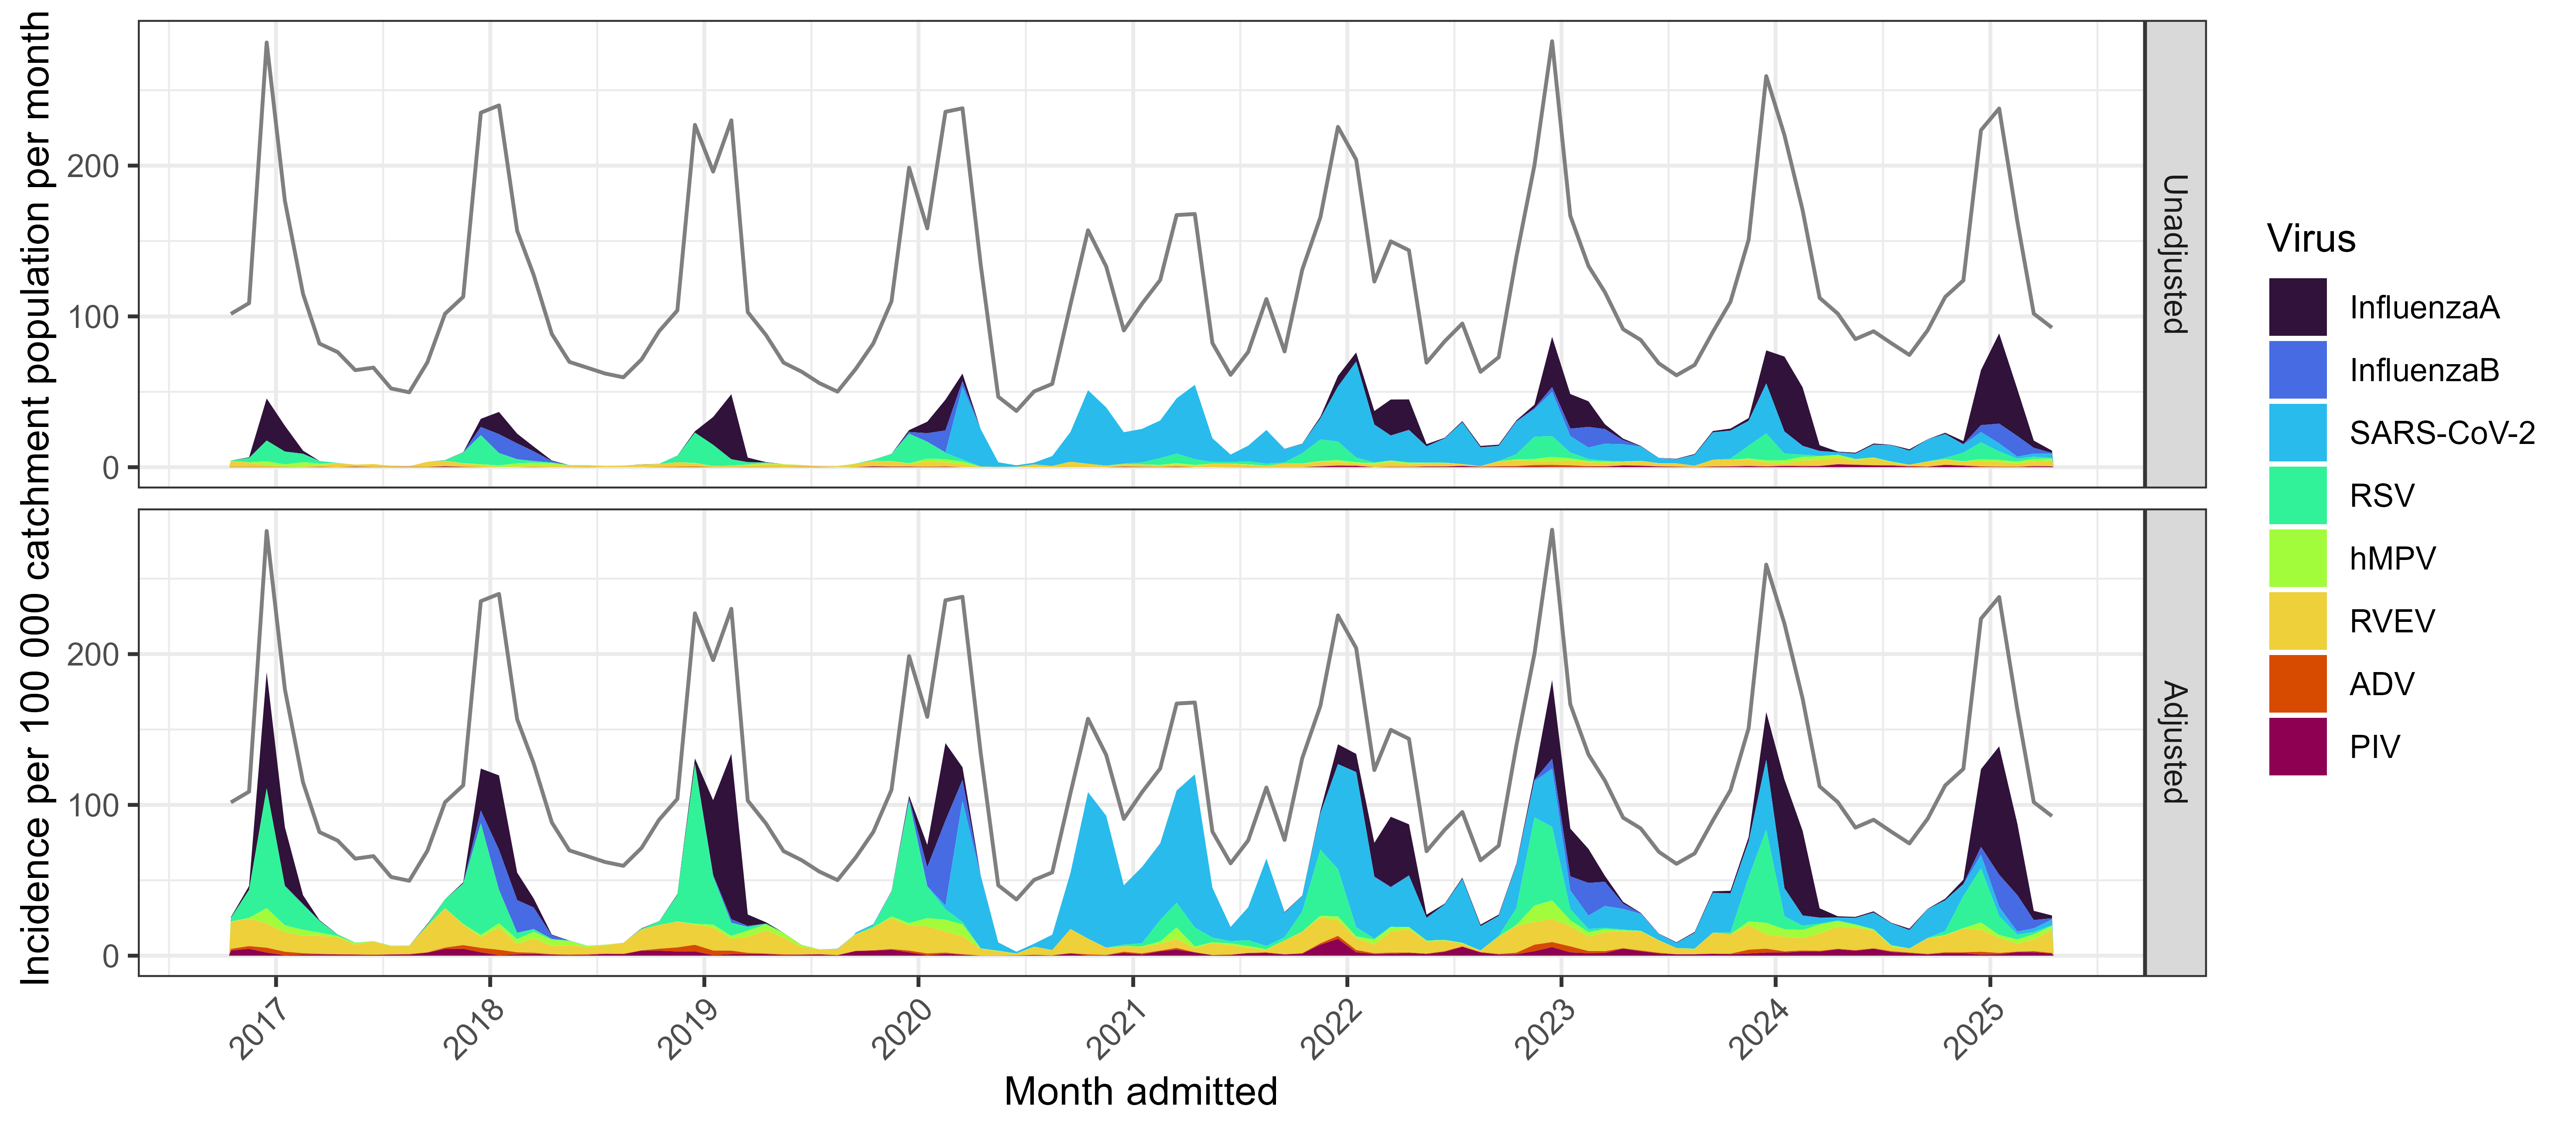 Incidence per 100 000 catchment population per month
200
100
0
Unadjusted
200
100
0
Adjusted
2017
2018
2019
2020
2021
2022
2023
2024
2025
Month admitted
Virus
InfluenzaA
InfluenzaB
SARS-CoV-2
RSV
hMPV
RVEV
ADV
PIV